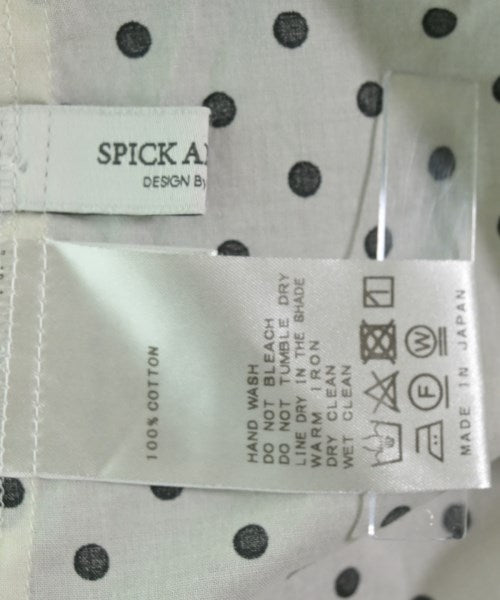 SPICK A
DESIGN By
100% COTTON
HAND WASH
DO NOT BLEACH
DO NOT TUMBLE DRY
LINE DRY IN THE SHADE
WARM IRON
DRY CLEAN
WET CLEAN
W
F
MADE IN JAPAN